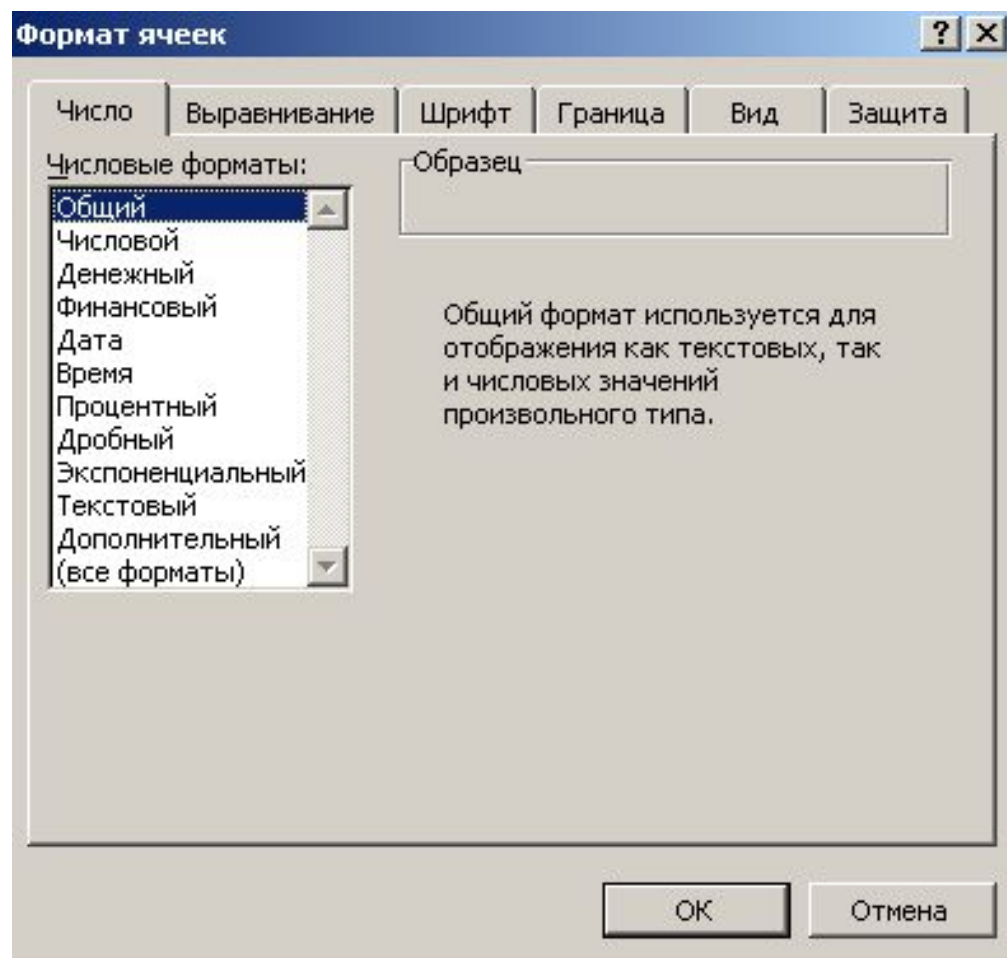 Формат ячеек
Число Выравнивание Шрифт Граница Вид Защита
Числовые форматы:
Образец
Общий
Числовой
Денежный
Финансовый
Дата
Время
Процентный
Дробный
Экспоненциальный
Текстовый
Дополнительный
(все форматы)
Общий формат используется для
отображения как текстовых, так
и числовых значений
произвольного типа.
ОК Отмена